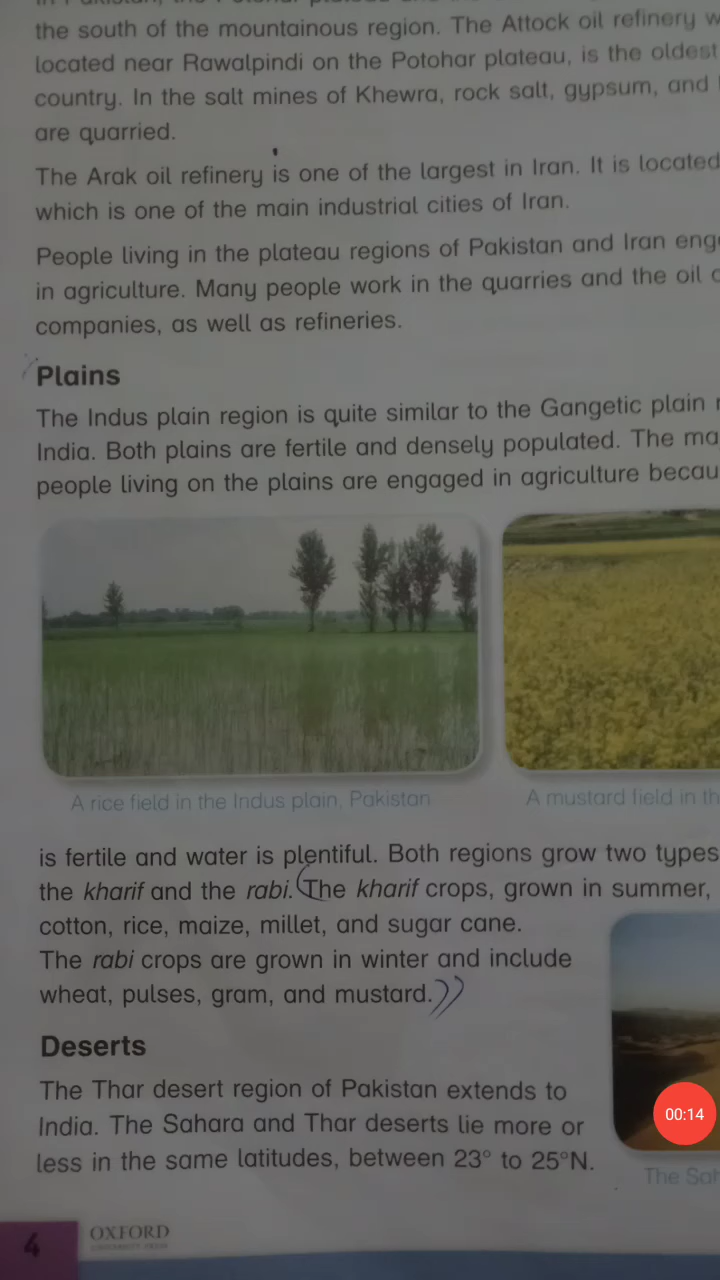 the south of the mountainous region. The Attock oil refinery
located near Rawalpindi on the Potohar plateau, is the oldest
country. In the salt mines of Khewra, rock salt, gypsum, and
are quarried.
The Arak oil refinery is one of the largest in Iran. It is located
which is one of the main industrial cities of Iran.
People living in the plateau regions of Pakistan and Iran eng
in agriculture. Many people work in the quarries and the oil
companies, as well as refineries.
Plains
The Indus plain region is quite similar to the Gangetic plain
India. Both plains are fertile and densely populated. The ma
people living on the plains are engaged in agriculture becau
A rice field in the Indus plain, Pakistan
A mustard field in th
is fertile and water is plentiful. Both regions grow two types
the kharif and the rabi. The kharif crops, grown in summer,
cotton, rice, maize, millet, and sugar cane.
The rabi crops are grown in winter and include
wheat, pulses, gram, and mustard.
Deserts
The Thar desert region of Pakistan extends to
India. The Sahara and Thar deserts lie more or
less in the same latitudes, between 23° to 25°N.
00:14
The Sah
4
OXFORD
UNIVERSITY PRESS